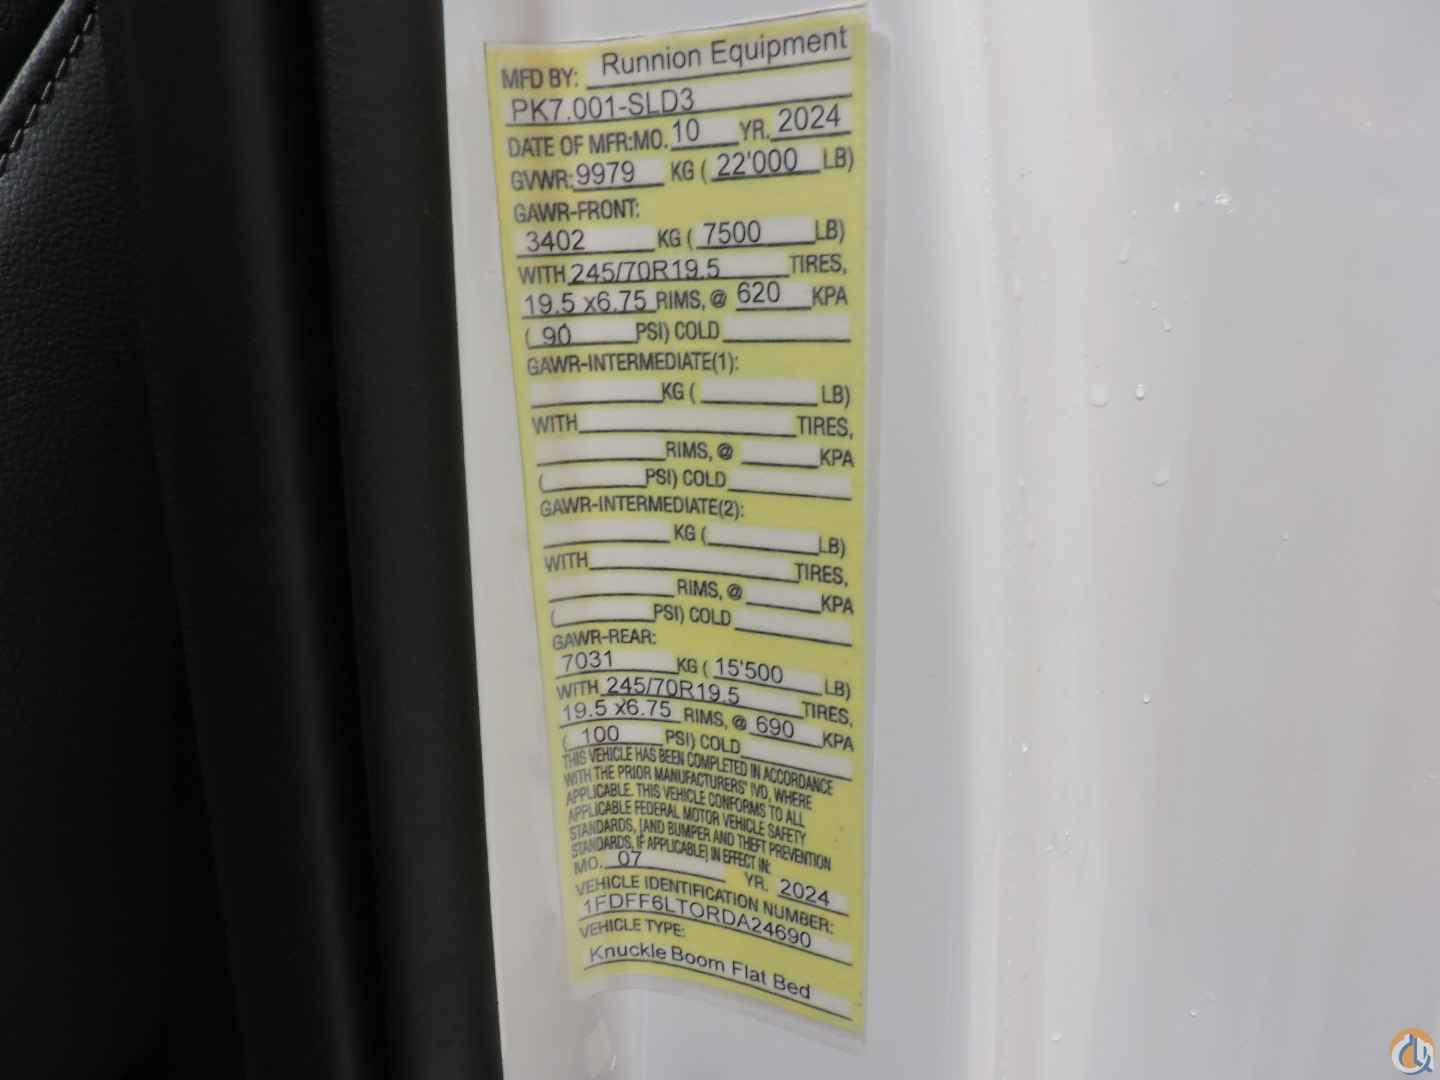 MFD BY: Runnion Equipment
PK7.001-SLD3
DATE OF MFR:MO. 10 YR. 2024
GVWR: 9979 KG ( 22'000 LB)
GAWR-FRONT:
3402 KG ( 7500 LB)
WITH 245/70R19.5 TIRES,
19.5 x6.75 RIMS, @ 620 KPA
( 90 PSI) COLD
GAWR-INTERMEDIATE(1):
KG ( LB)
WITH TIRES,
RIMS, @ KPA
( PSI) COLD
GAWR-INTERMEDIATE(2):
KG ( LB)
WITH TIRES,
RIMS, @ KPA
( PSI) COLD
GAWR-REAR:
7031 KG ( 15'500 LB)
WITH 245/70R19.5 TIRES,
19.5 x6.75 RIMS, @ 690 KPA
( 100 PSI) COLD
THIS VEHICLE HAS BEEN COMPLETED IN ACCORDANCE
WITH THE PRIOR MANUFACTURERS' IVD, WHERE
APPLICABLE. THIS VEHICLE CONFORMS TO ALL
APPLICABLE FEDERAL MOTOR VEHICLE SAFETY
STANDARDS, [AND BUMPER AND THEFT PREVENTION
STANDARDS, IF APPLICABLE] IN EFFECT IN:
MO. 07 YR. 2024
VEHICLE IDENTIFICATION NUMBER:
1FDFF6LTORDA24690
VEHICLE TYPE:
Knuckle Boom Flat Bed